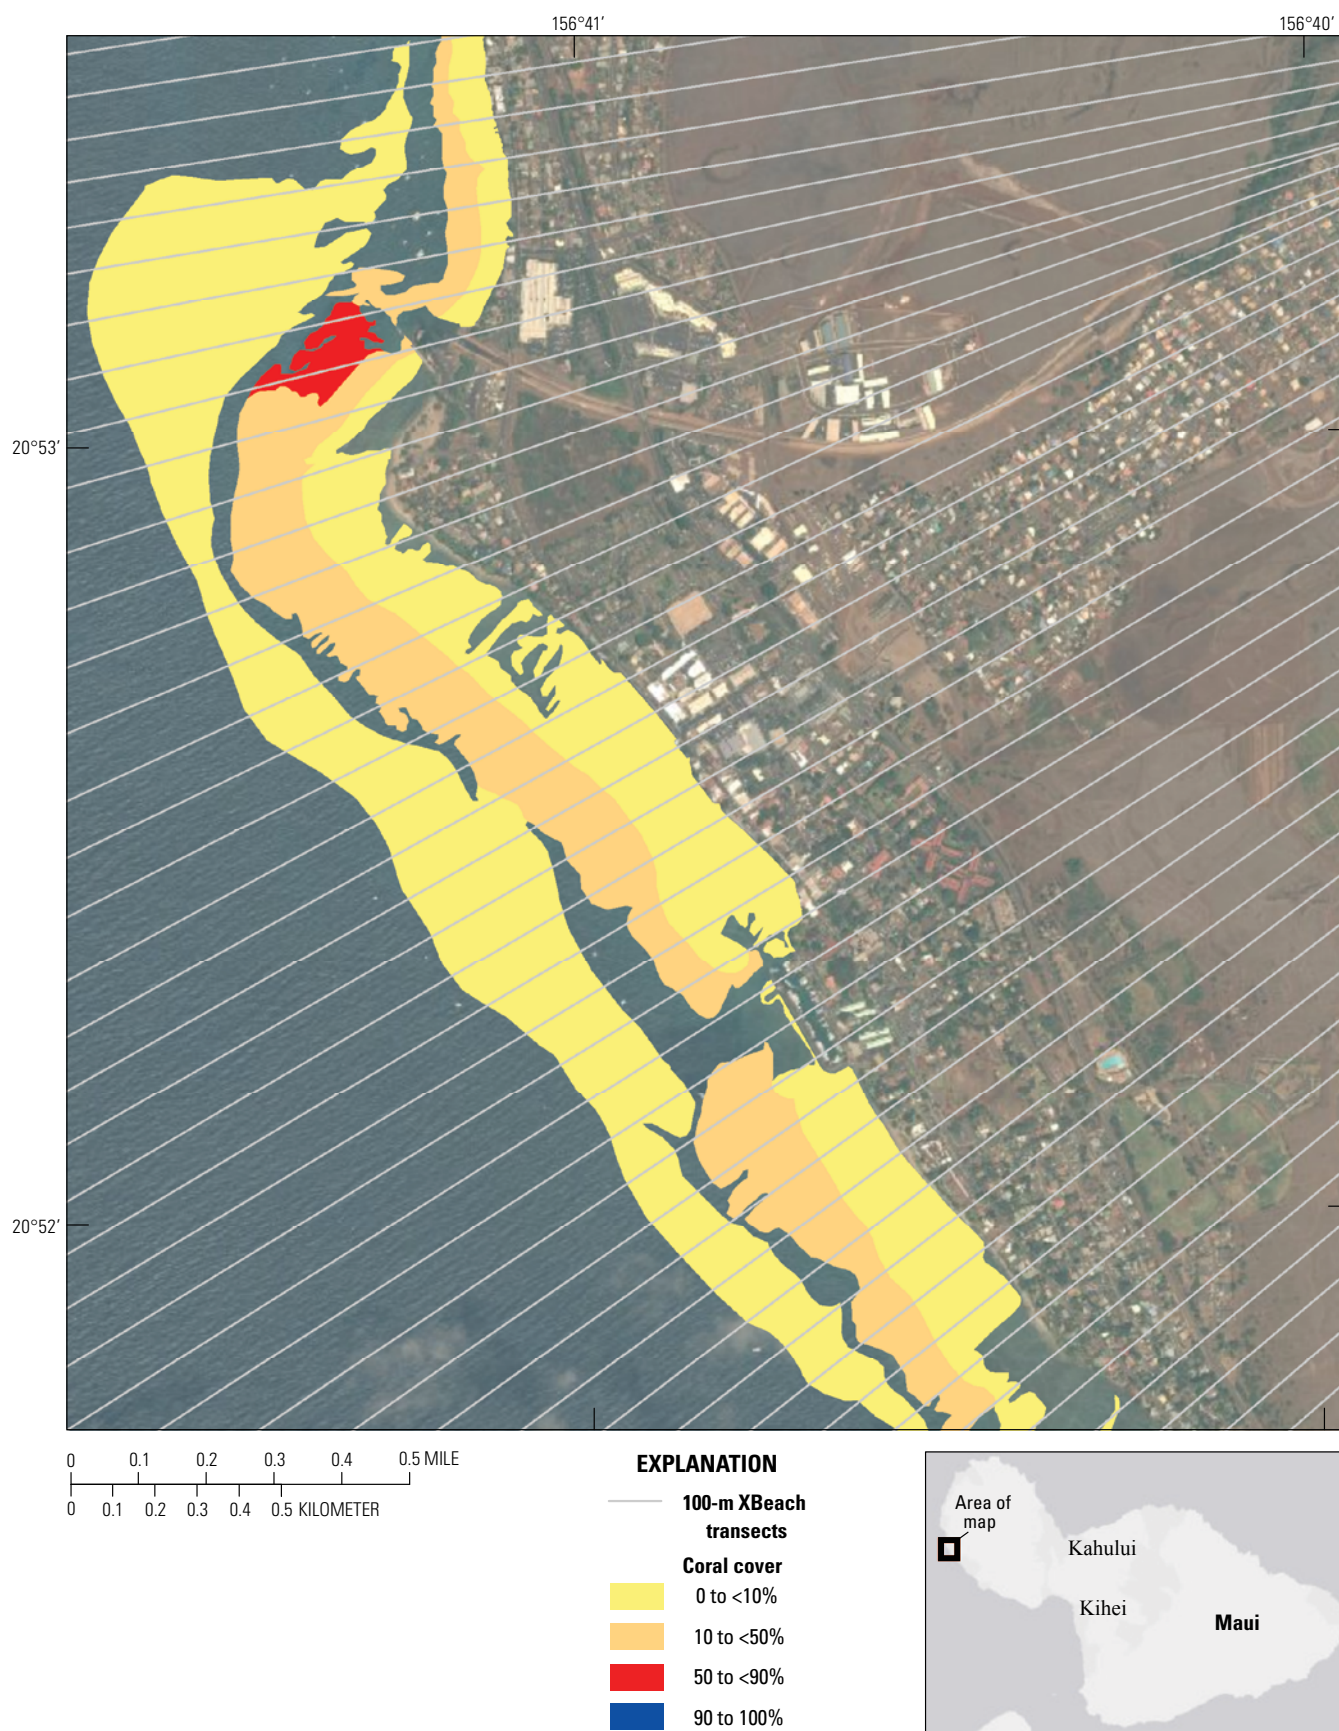 156°41′
156°40′
20°53′
20°52′
0 0.1 0.2 0.3 0.4 0.5 MILE
0 0.1 0.2 0.3 0.4 0.5 KILOMETER
EXPLANATION
100-m XBeach
transects
Coral cover
0 to <10%
10 to <50%
50 to <90%
90 to 100%
Area of
map
Kahului
Kihei
Maui